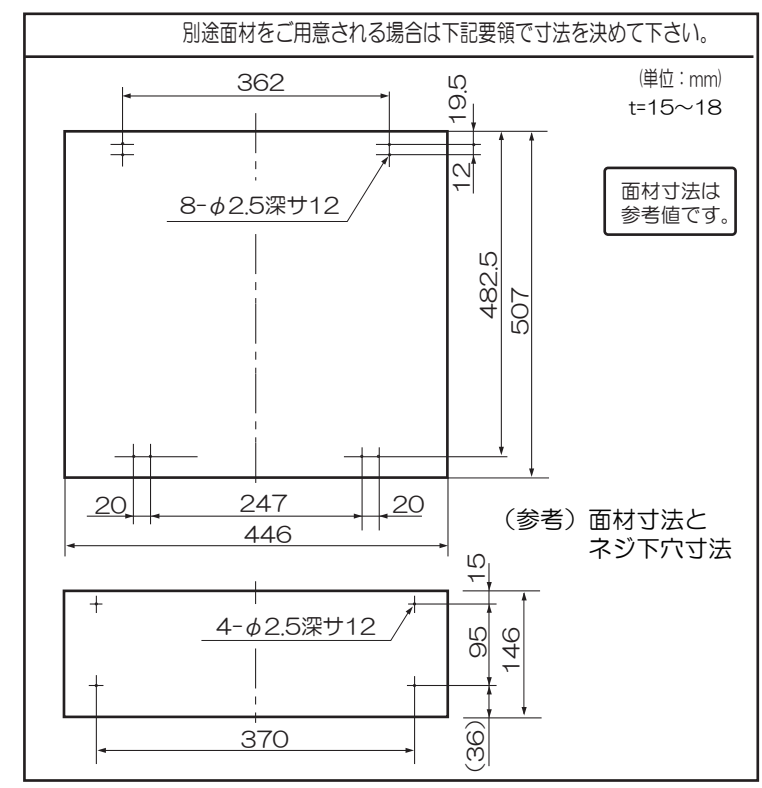 別途面材をご用意される場合は下記要領で寸法を決めて下さい。
(単位：mm)
t=15〜18
面材寸法は
参考値です。
362
19.5
12
8-φ2.5深サ12
482.5
507
20
247
20
446
（参考）面材寸法と
ネジ下穴寸法
15
4-φ2.5深サ12
95
146
370
(36)